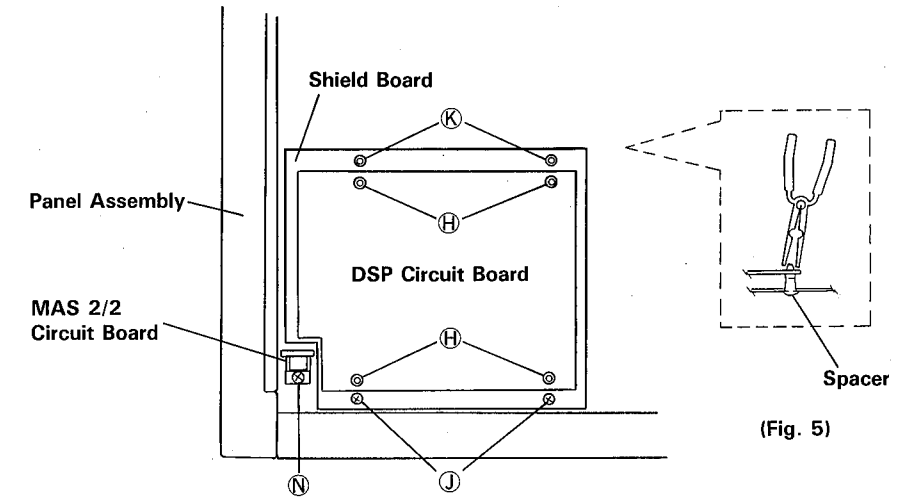 Shield Board
Ⓚ
Panel Assembly
Ⓗ
DSP Circuit Board
MAS 2/2
Circuit Board
Ⓗ
Spacer
(Fig. 5)
Ⓝ
Ⓙ